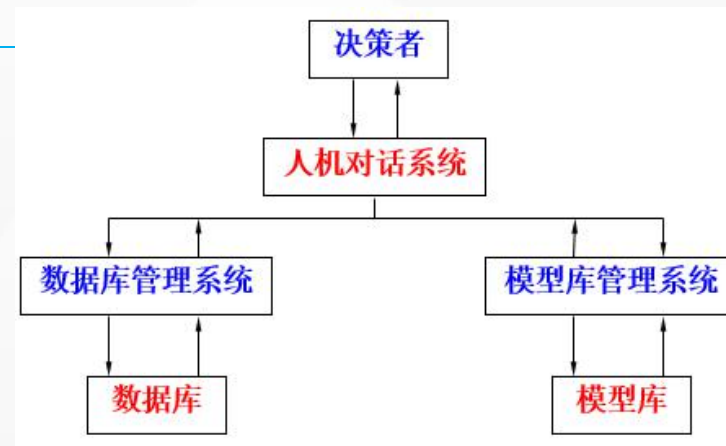 决策者
人机对话系统
数据库管理系统
模型库管理系统
数据库
模型库